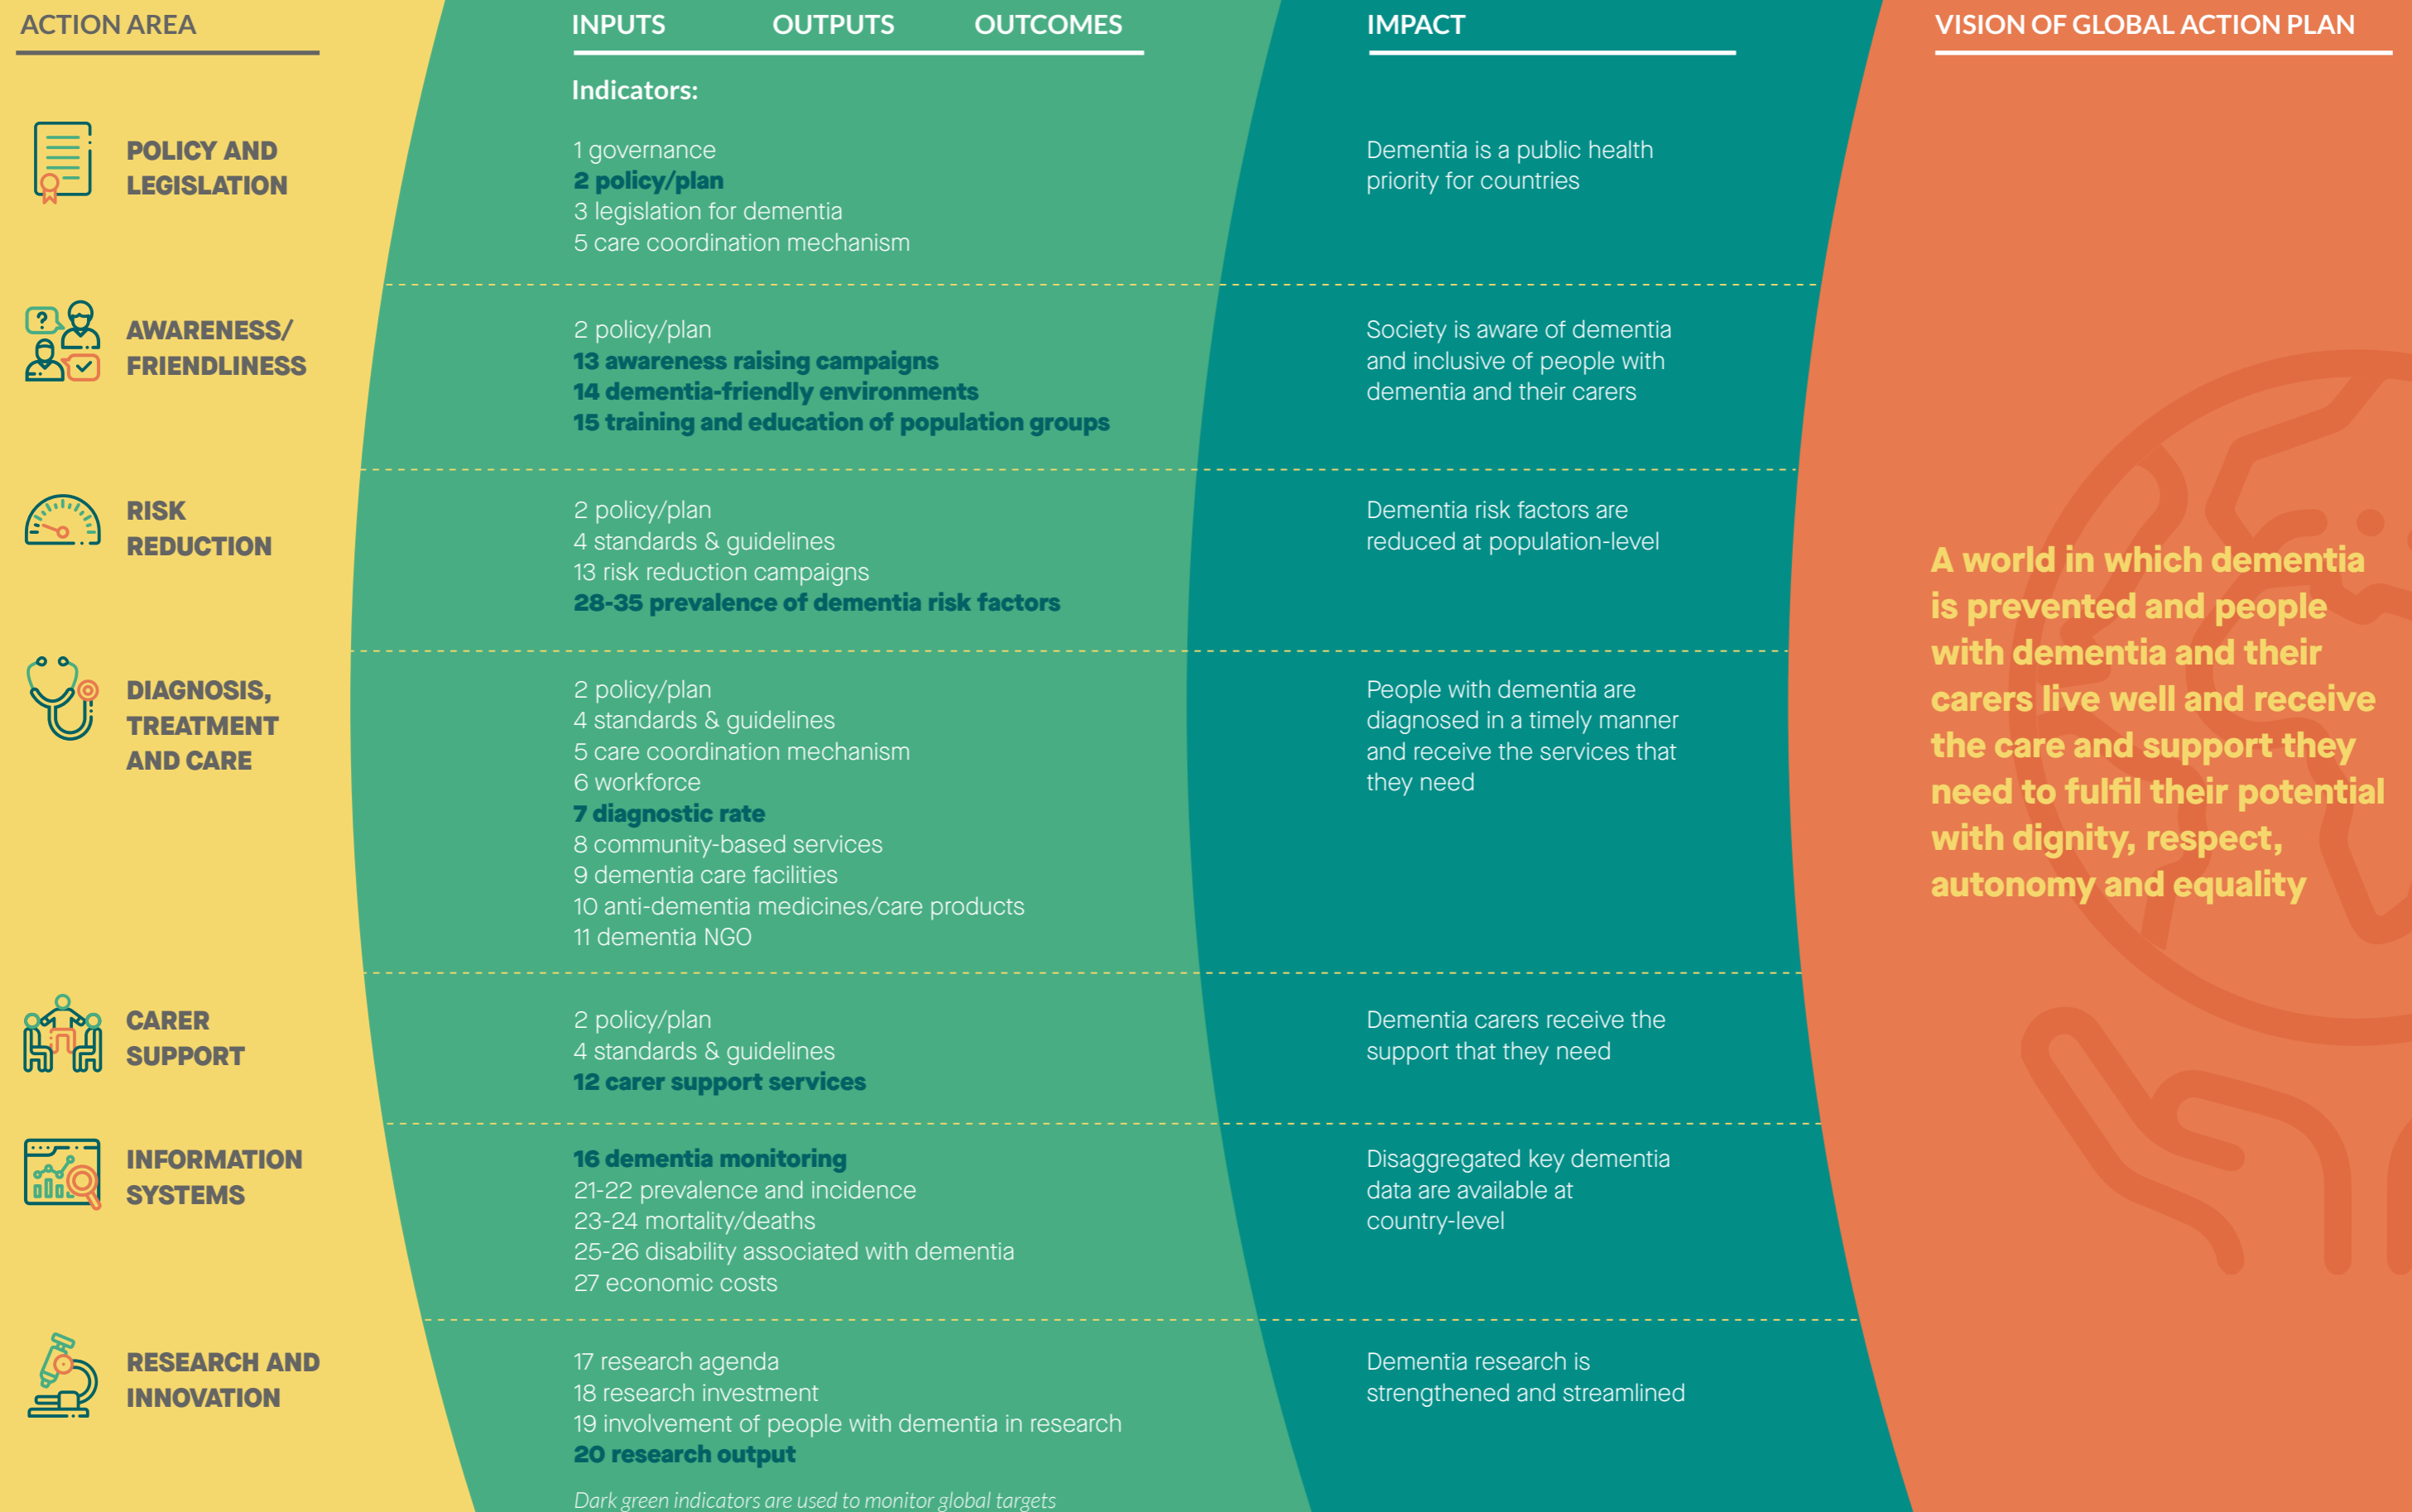 ACTION AREA
INPUTS OUTPUTS OUTCOMES
IMPACT
VISION OF GLOBAL ACTION PLAN
Indicators:
POLICY AND
LEGISLATION
1 governance
2 policy/plan
3 legislation for dementia
5 care coordination mechanism
Dementia is a public health
priority for countries
?
AWARENESS/
FRIENDLINESS
2 policy/plan
13 awareness raising campaigns
14 dementia-friendly environments
15 training and education of population groups
Society is aware of dementia
and inclusive of people with
dementia and their carers
RISK
REDUCTION
2 policy/plan
4 standards & guidelines
13 risk reduction campaigns
28-35 prevalence of dementia risk factors
Dementia risk factors are
reduced at population-level
DIAGNOSIS,
TREATMENT
AND CARE
2 policy/plan
4 standards & guidelines
5 care coordination mechanism
6 workforce
7 diagnostic rate
8 community-based services
9 dementia care facilities
10 anti-dementia medicines/care products
11 dementia NGO
People with dementia are
diagnosed in a timely manner
and receive the services that
they need
CARER
SUPPORT
2 policy/plan
4 standards & guidelines
12 carer support services
Dementia carers receive the
support that they need
INFORMATION
SYSTEMS
16 dementia monitoring
21-22 prevalence and incidence
23-24 mortality/deaths
25-26 disability associated with dementia
27 economic costs
Disaggregated key dementia
data are available at
country-level
RESEARCH AND
INNOVATION
17 research agenda
18 research investment
19 involvement of people with dementia in research
20 research output
Dementia research is
strengthened and streamlined
Dark green indicators are used to monitor global targets
A world in which dementia
is prevented and people
with dementia and their
carers live well and receive
the care and support they
need to fulfil their potential
with dignity, respect,
autonomy and equality